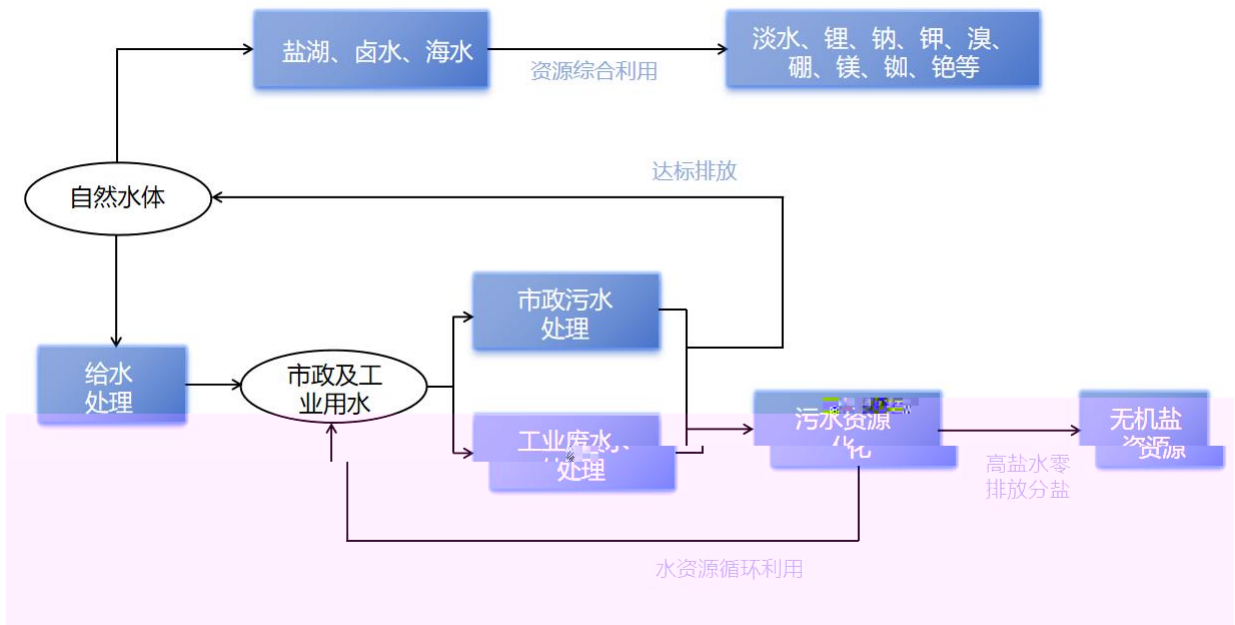 盐湖、卤水、海水
资源综合利用
淡水、锂、钠、钾、溴、
硼、镁、铷、铯等
达标排放
自然水体
市政污水
处理
给水
处理
市政及工
业用水
工业废水
处理
污水资源
化
无机盐
资源
高盐水零
排放分盐
水资源循环利用